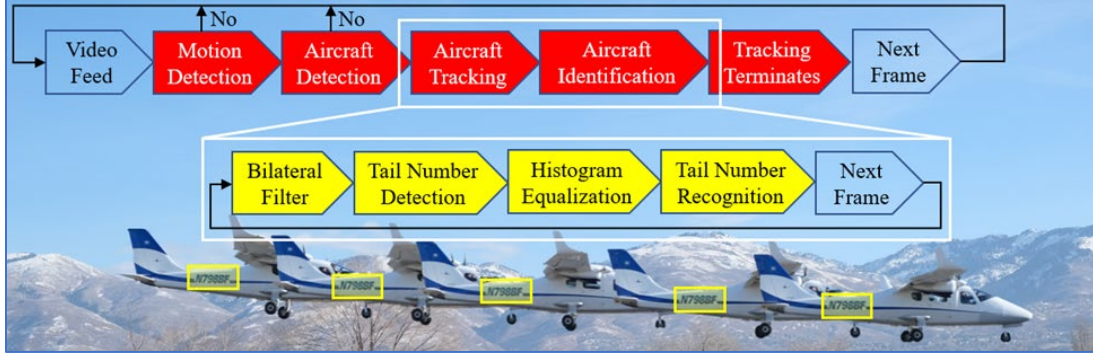 No
No
Video
Feed
Motion
Detection
Aircraft
Detection
Aircraft
Tracking
Aircraft
Identification
Tracking
Terminates
Next
Frame
Bilateral
Filter
Tail Number
Detection
Histogram
Equalization
Tail Number
Recognition
Next
Frame
N798BF
N798BF
N798BF
N798BF
N798BF